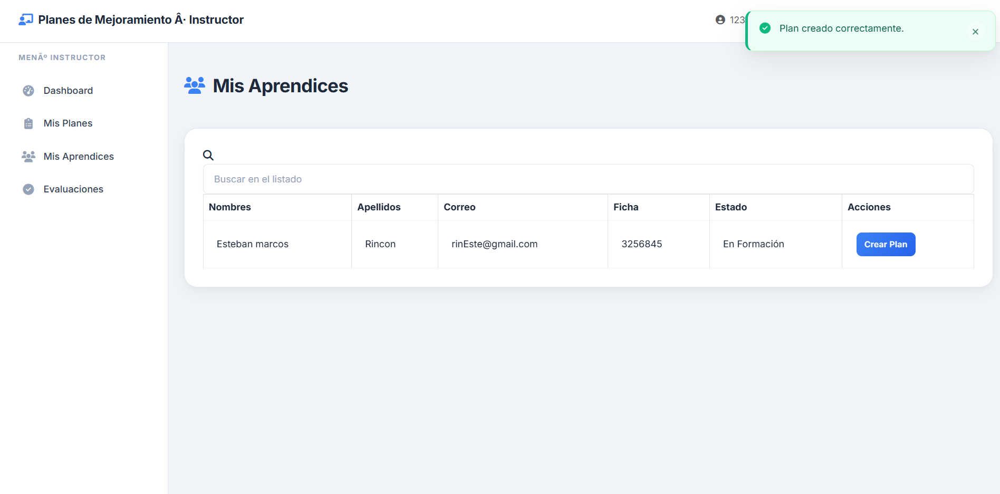 Planes de Mejoramiento Â· Instructor
123
Plan creado correctamente.
MENÃº INSTRUCTOR
Dashboard
Mis Planes
Mis Aprendices
Evaluaciones
Mis Aprendices
Buscar en el listado
Nombres Apellidos Correo Ficha Estado Acciones
Esteban marcos Rincon rinEste@gmail.com 3256845 En Formación Crear Plan